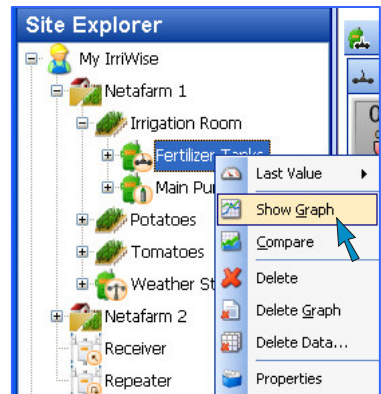 Site Explorer
My IrriWise
Netafarm 1
Irrigation Room
Fertilizer Tanks
Main Pu
Potatoes
Tomatoes
Weather St
Netafarm 2
Receiver
Repeater
Last Value
Show Graph
Compare
Delete
Delete Graph
Delete Data...
Properties